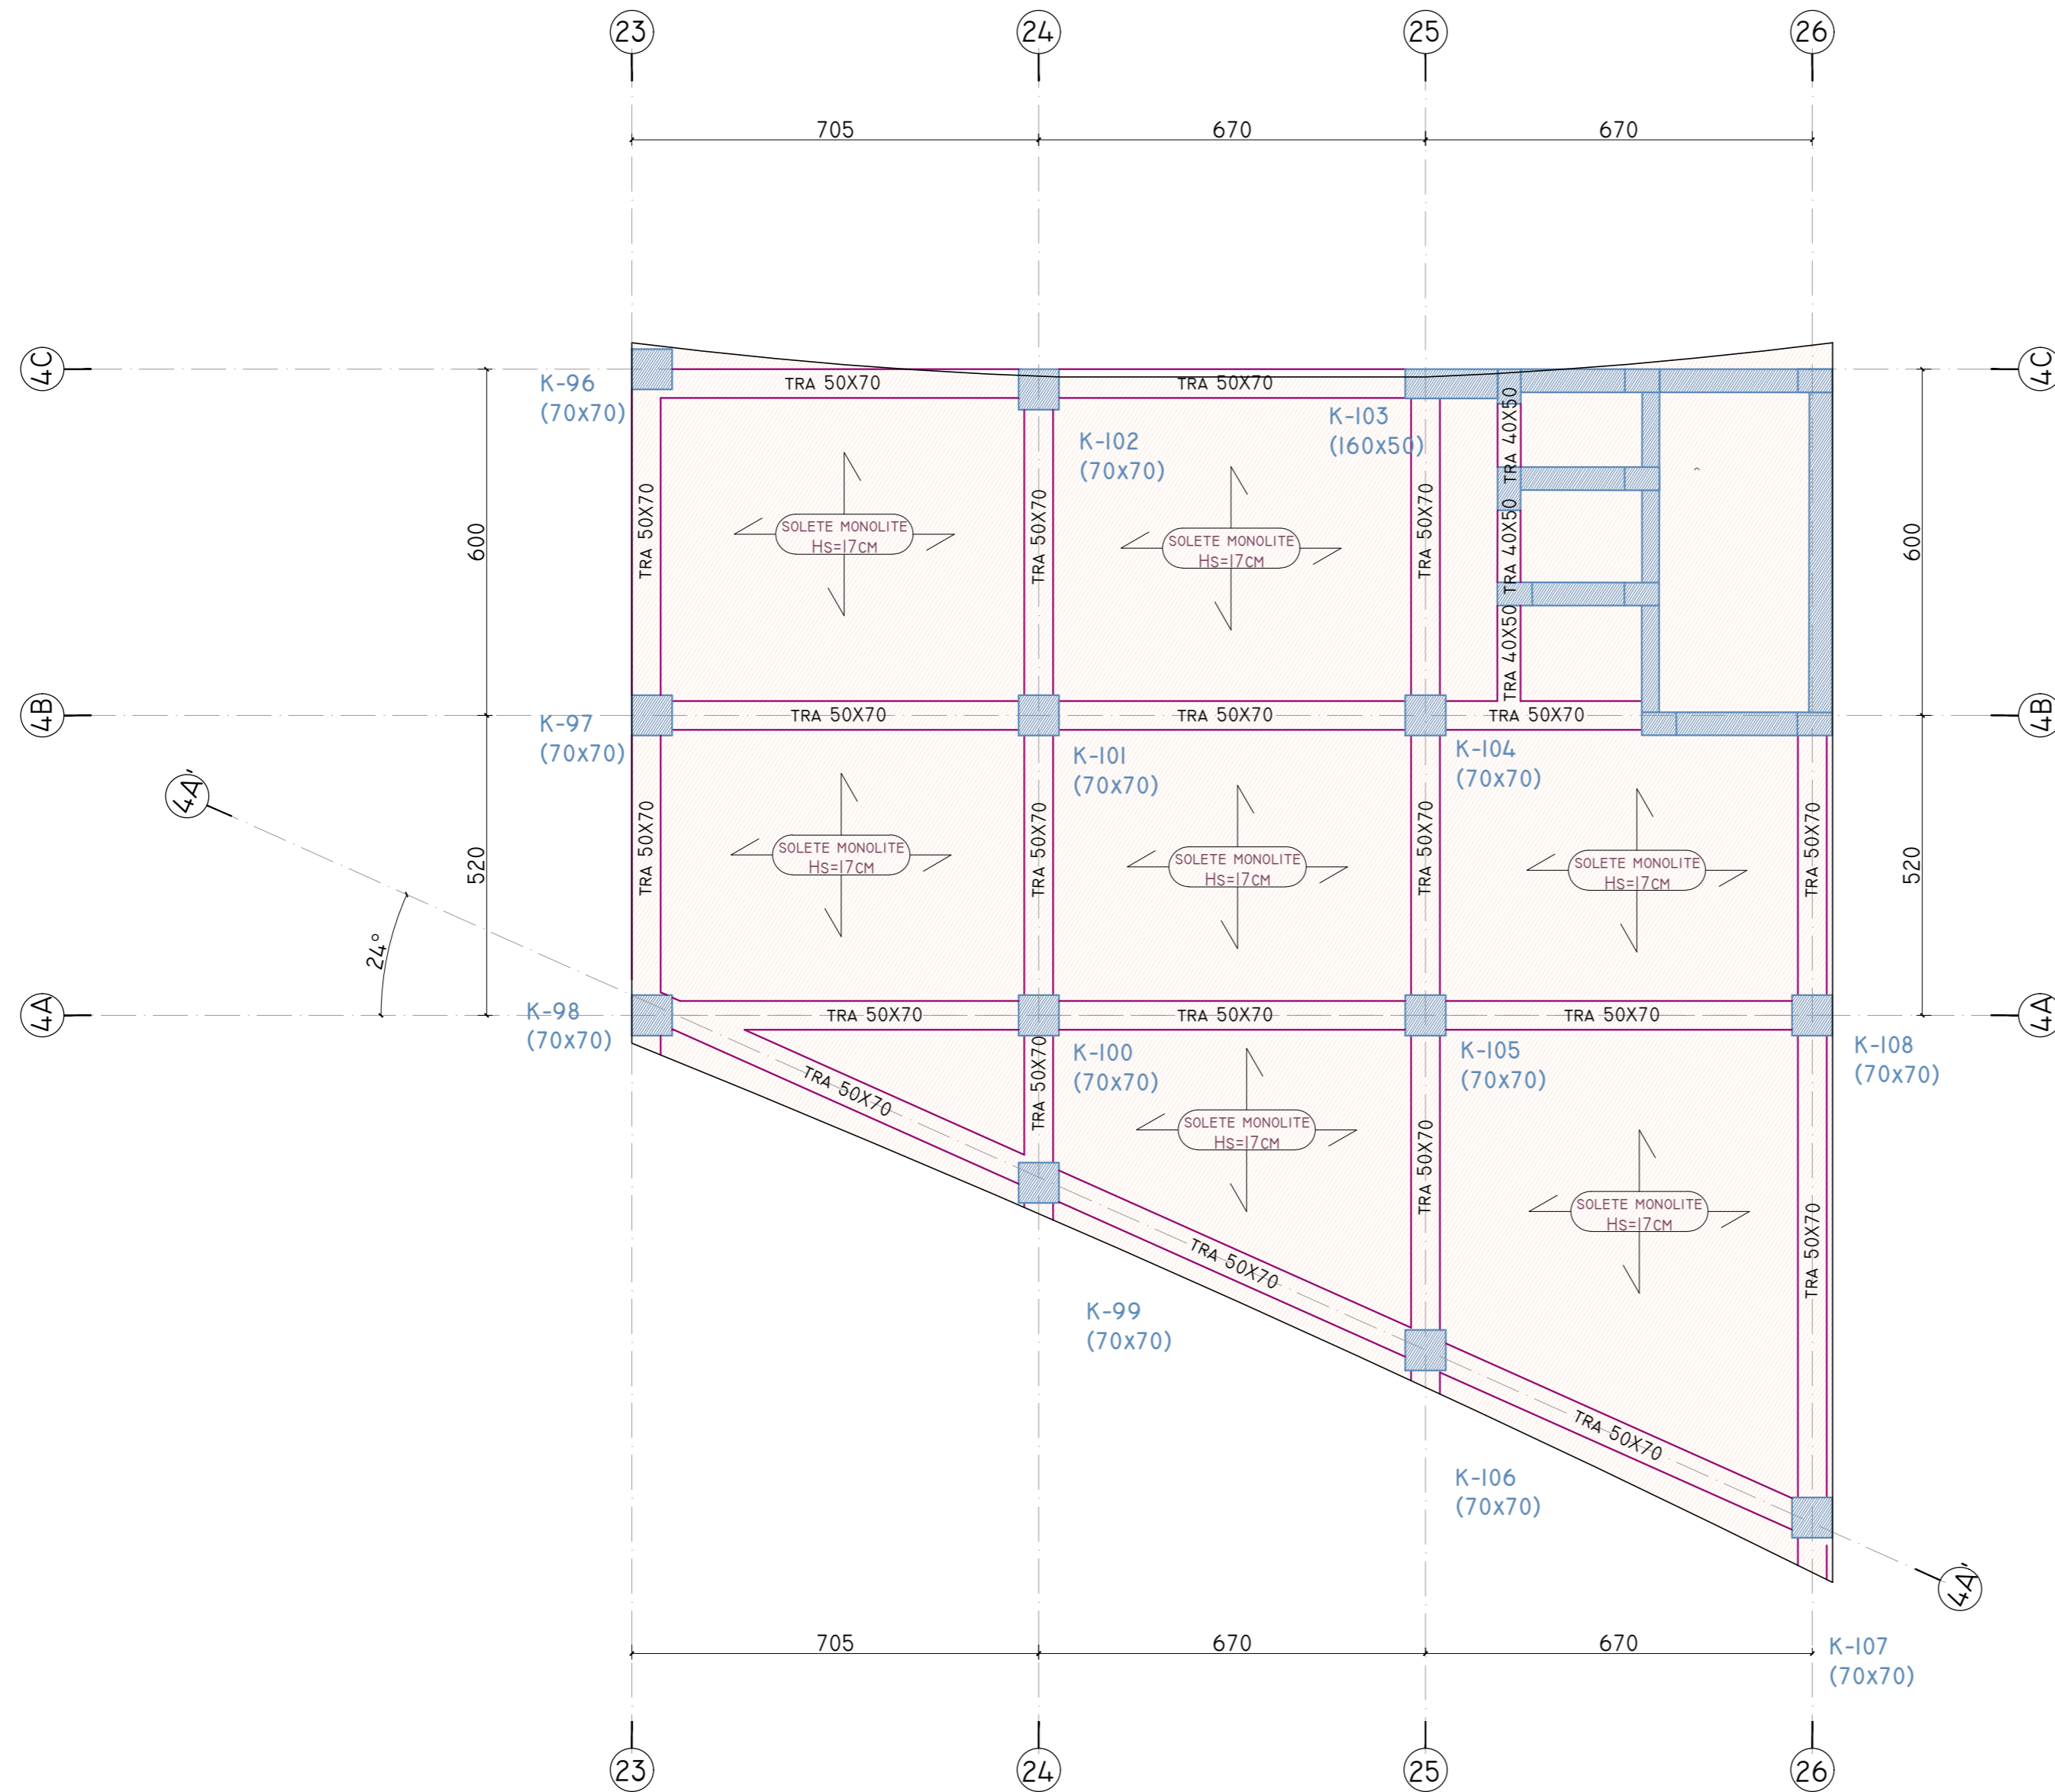 23
24
25
26
705
670
670
4C
4C
K-96
(70x70)
TRA 50X70
TRA 50X70
K-102
(70x70)
K-103
(160x50)
TRA 40X50
TRA 50X70
SOLETE MONOLITE
Hs=17CM
TRA 50X70
SOLETE MONOLITE
Hs=17CM
TRA 50X70
TRA 40X50
600
600
TRA 40X50
4B
4B
K-97
(70x70)
TRA 50X70
TRA 50X70
TRA 50X70
K-101
(70x70)
K-104
(70x70)
4A'
TRA 50X70
SOLETE MONOLITE
Hs=17CM
TRA 50X70
SOLETE MONOLITE
Hs=17CM
TRA 50X70
SOLETE MONOLITE
Hs=17CM
TRA 50X70
520
520
24°
4A
4A
K-98
(70x70)
TRA 50X70
TRA 50X70
TRA 50X70
K-100
(70x70)
K-105
(70x70)
K-108
(70x70)
TRA 50X70
TRA 50X70
SOLETE MONOLITE
Hs=17CM
TRA 50X70
SOLETE MONOLITE
Hs=17CM
TRA 50X70
TRA 50X70
K-99
(70x70)
TRA 50X70
K-106
(70x70)
4A'
705
670
670
K-107
(70x70)
23
24
25
26